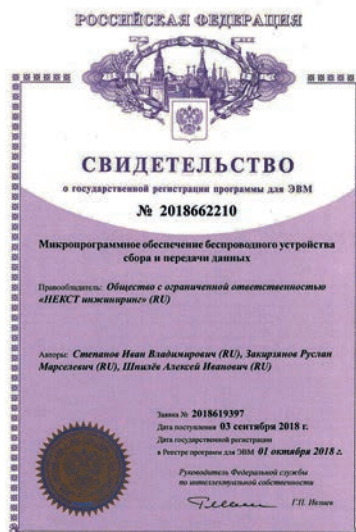 РОССИЙСКАЯ ФЕДЕРАЦИЯ
СВИДЕТЕЛЬСТВО
о государственной регистрации программы для ЭВМ
№ 2018662210
Микропрограммное обеспечение беспроводного устройства
сбора и передачи данных
Правообладатель: Общество с ограниченной ответственностью
«НЕКСТ инжиниринг» (RU)
Авторы: Степанов Иван Владимирович (RU), Закирзянов Руслан
Марселевич (RU), Шпилёв Алексей Иванович (RU)
Заявка № 2018619397
Дата поступления 03 сентября 2018 г.
Дата государственной регистрации
в Реестре программ для ЭВМ 01 октября 2018 г.
Руководитель Федеральной службы
по интеллектуальной собственности
Г.П. Ивлиев